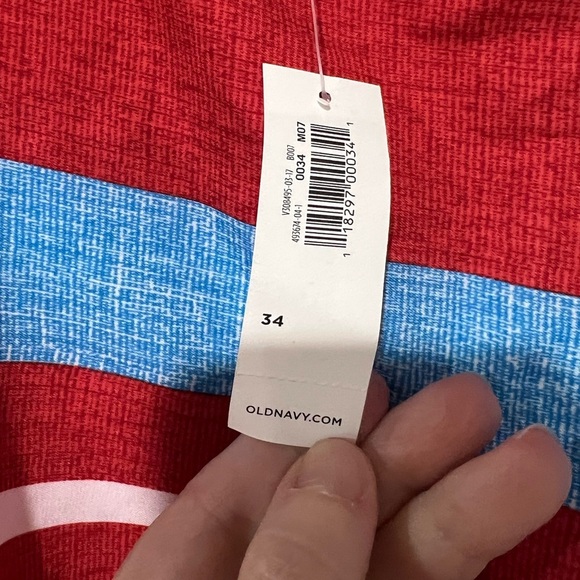 V308495-03-17 B007
493674-04-1 0034 M07
1 18297 00034 1
34
OLDNAVY.COM